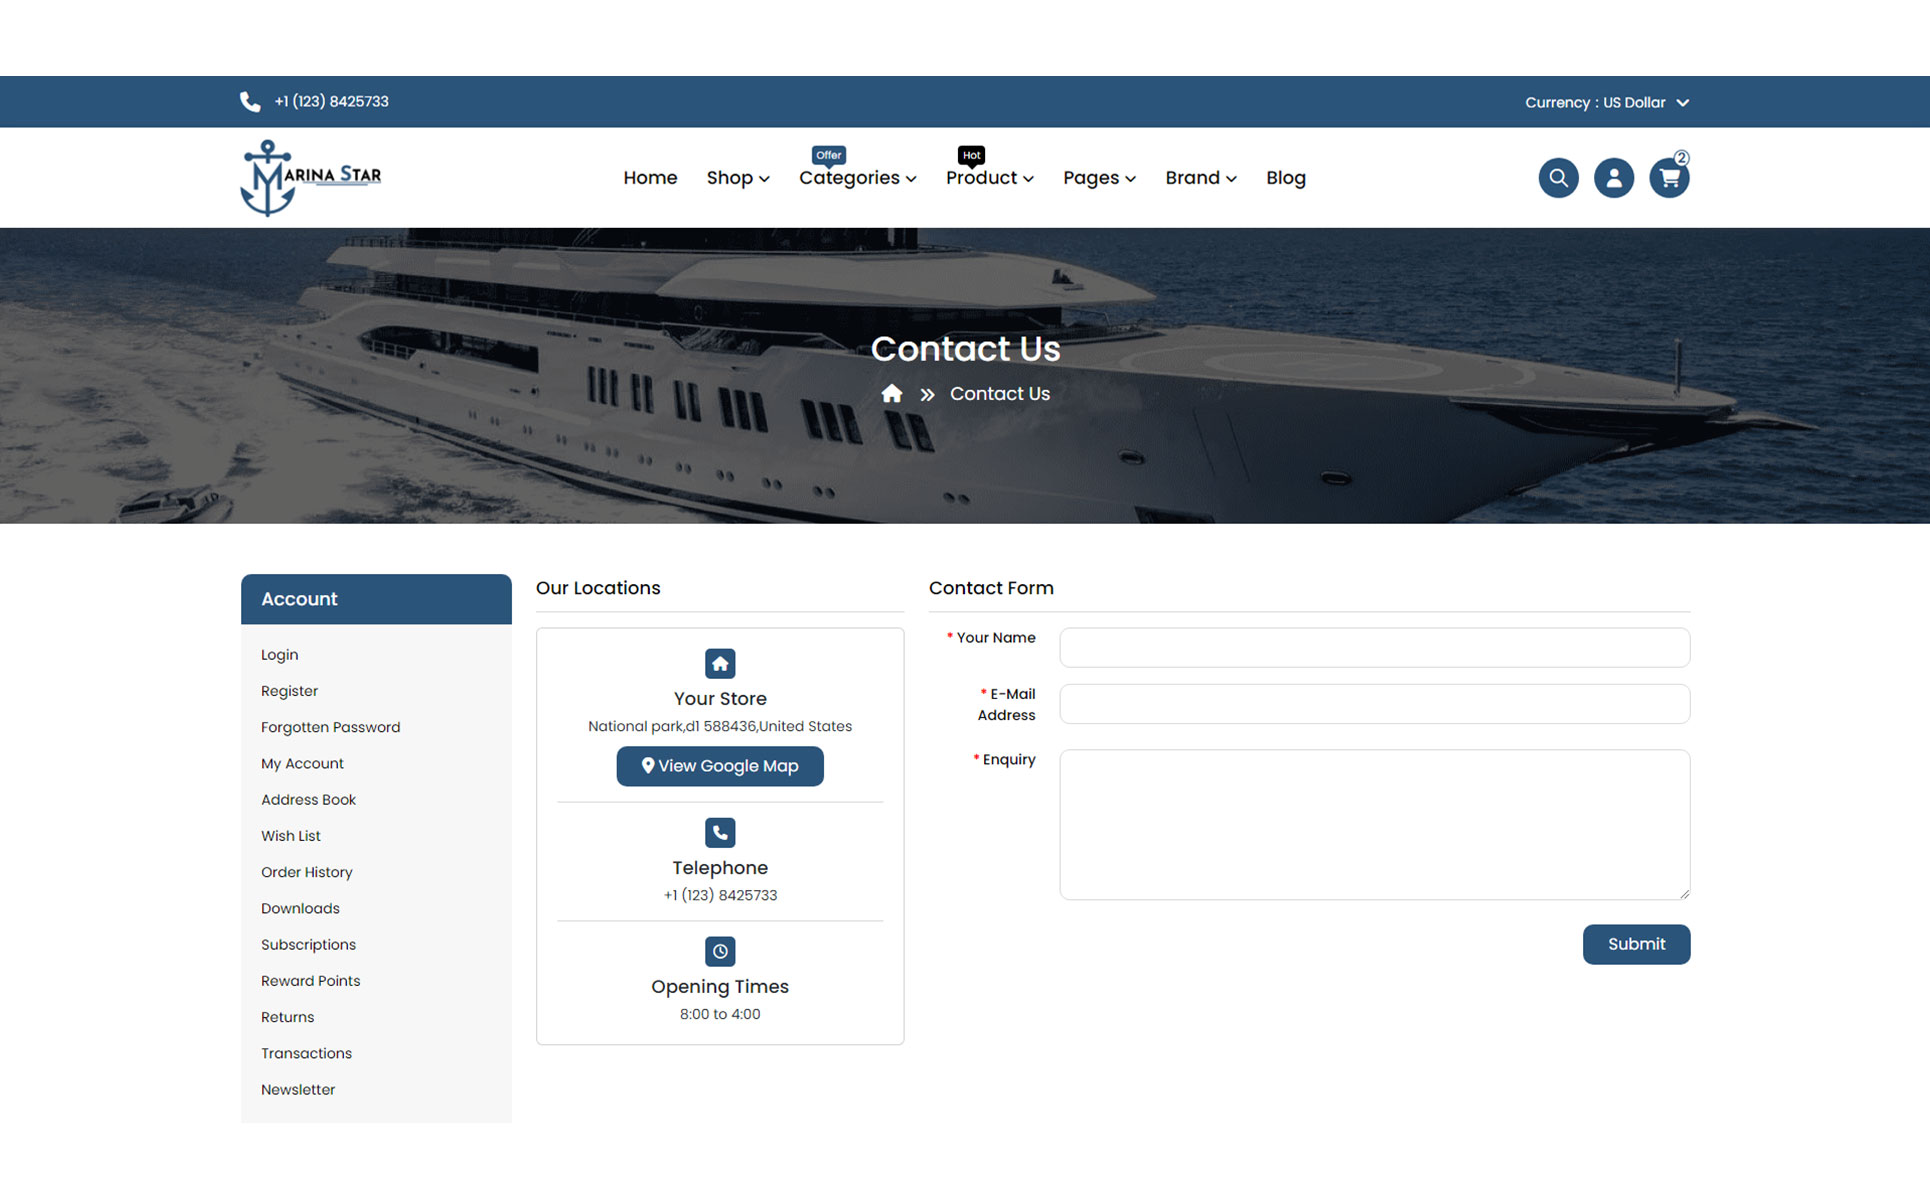 +1 (123) 8425733
Currency : US Dollar
MARINA STAR
Offer
Hot
2
Home Shop Categories Product Pages Brand Blog
Contact Us
Contact Us
Account
Login
Register
Forgotten Password
My Account
Address Book
Wish List
Order History
Downloads
Subscriptions
Reward Points
Returns
Transactions
Newsletter
Our Locations
Your Store
National park,d1 588436,United States
View Google Map
Telephone
+1 (123) 8425733
Opening Times
8:00 to 4:00
Contact Form
* Your Name
* E-Mail
Address
* Enquiry
Submit